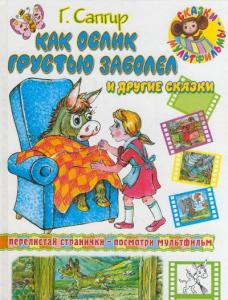 Г. Сапгир
СКАЗКИ
МУЛЬТФИЛЬМЫ
КАК ОСЛИК
ГРУСТЬЮ ЗАБОЛЕЛ
И ДРУГИЕ СКАЗКИ
перелистай странички - посмотри мультфильм